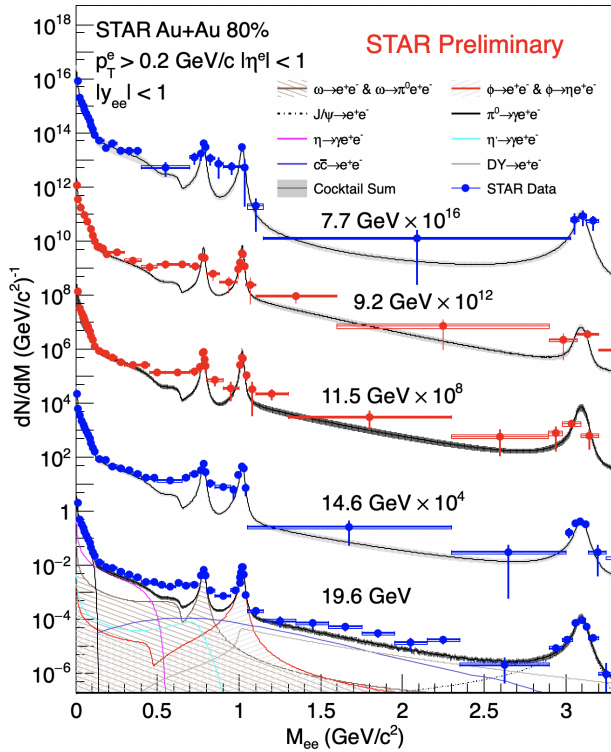 STAR Au+Au 80%
STAR Preliminary
p_T^e > 0.2 GeV/c |η^e| < 1
|y_ee| < 1
ω→e⁺e⁻ & ω→π⁰e⁺e⁻
φ→e⁺e⁻ & φ→ηe⁺e⁻
J/ψ→e⁺e⁻
π⁰→γe⁺e⁻
η→γe⁺e⁻
η'→γe⁺e⁻
cc̄→e⁺e⁻
DY→e⁺e⁻
Cocktail Sum
STAR Data
7.7 GeV × 10¹⁶
9.2 GeV × 10¹²
11.5 GeV × 10⁸
14.6 GeV × 10⁴
19.6 GeV
dN/dM (GeV/c²)⁻¹
10¹⁸
10¹⁶
10¹⁴
10¹²
10¹⁰
10⁸
10⁶
10⁴
10²
1
10⁻²
10⁻⁴
10⁻⁶
0 0.5 1 1.5 2 2.5 3
M_ee (GeV/c²)